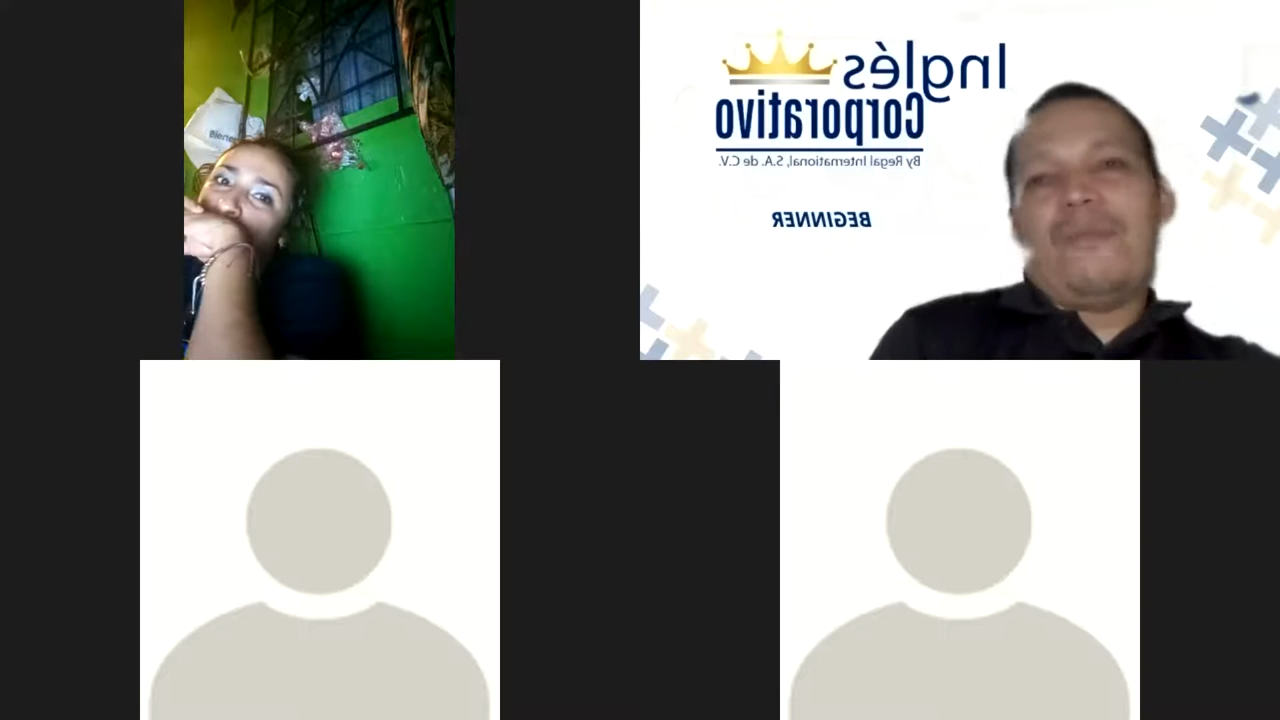 Inglés
Corporativo
By Regal International, S.A. de C.V.
BEGINNER